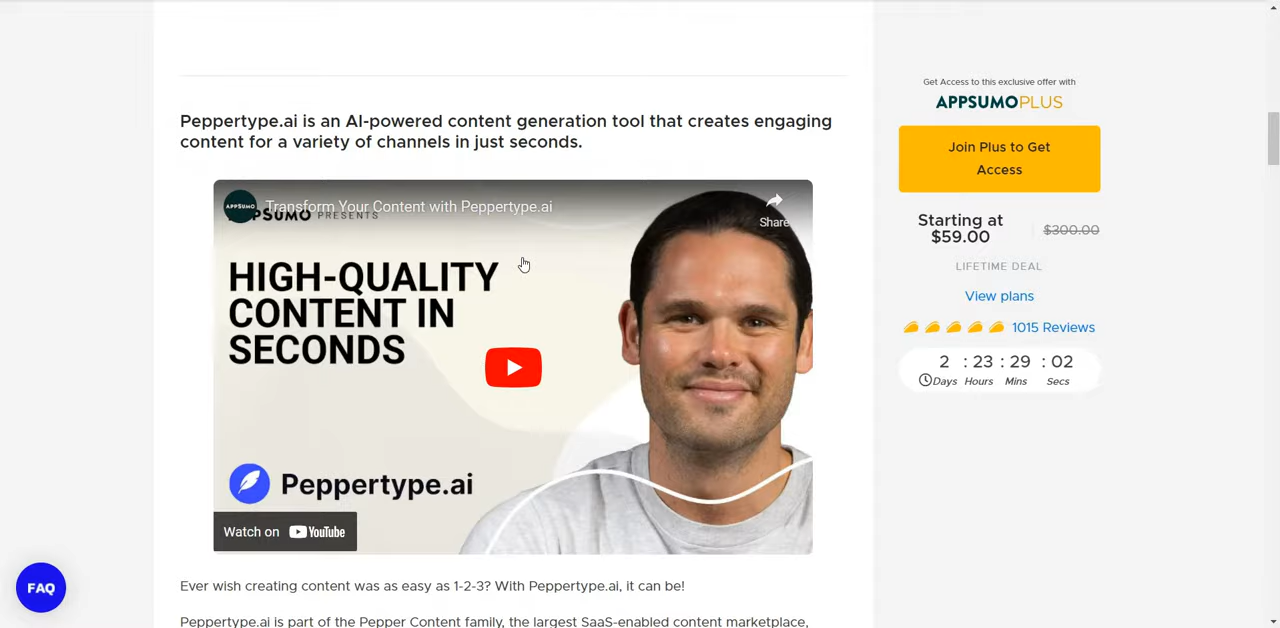 Peppertype.ai is an AI-powered content generation tool that creates engaging
content for a variety of channels in just seconds.
APPSUMO
Transform Your Content with Peppertype.ai
APPSUMO PRESENTS
Share
HIGH-QUALITY
CONTENT IN
SECONDS
Peppertype.ai
Watch on YouTube
Ever wish creating content was as easy as 1-2-3? With Peppertype.ai, it can be!
Peppertype.ai is part of the Pepper Content family, the largest SaaS-enabled content marketplace,
Get Access to this exclusive offer with
APPSUMOPLUS
Join Plus to Get
Access
Starting at
$59.00
$300.00
LIFETIME DEAL
View plans
1015 Reviews
2 : 23 : 29 : 02
Days Hours Mins Secs
FAQ